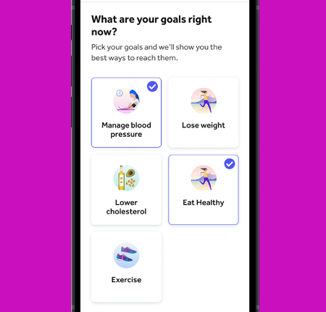 What are your goals right
now?
Pick your goals and we'll show you the
best ways to reach them.
Manage blood
pressure
Lose weight
Lower
cholesterol
Eat Healthy
Exercise